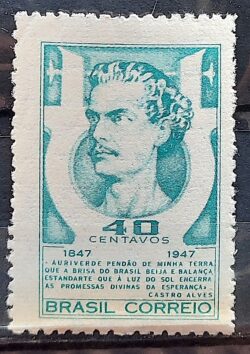 40
CENTAVOS
1847 1947
- AURIVERDE PENDÃO DE MINHA TERRA,
QUE A BRISA DO BRASIL BEIJA E BALANÇA,
ESTANDARTE QUE À LUZ DO SOL ENCERRA
AS PROMESSAS DIVINAS DA ESPERANÇA-
CASTRO ALVES
BRASIL CORREIO